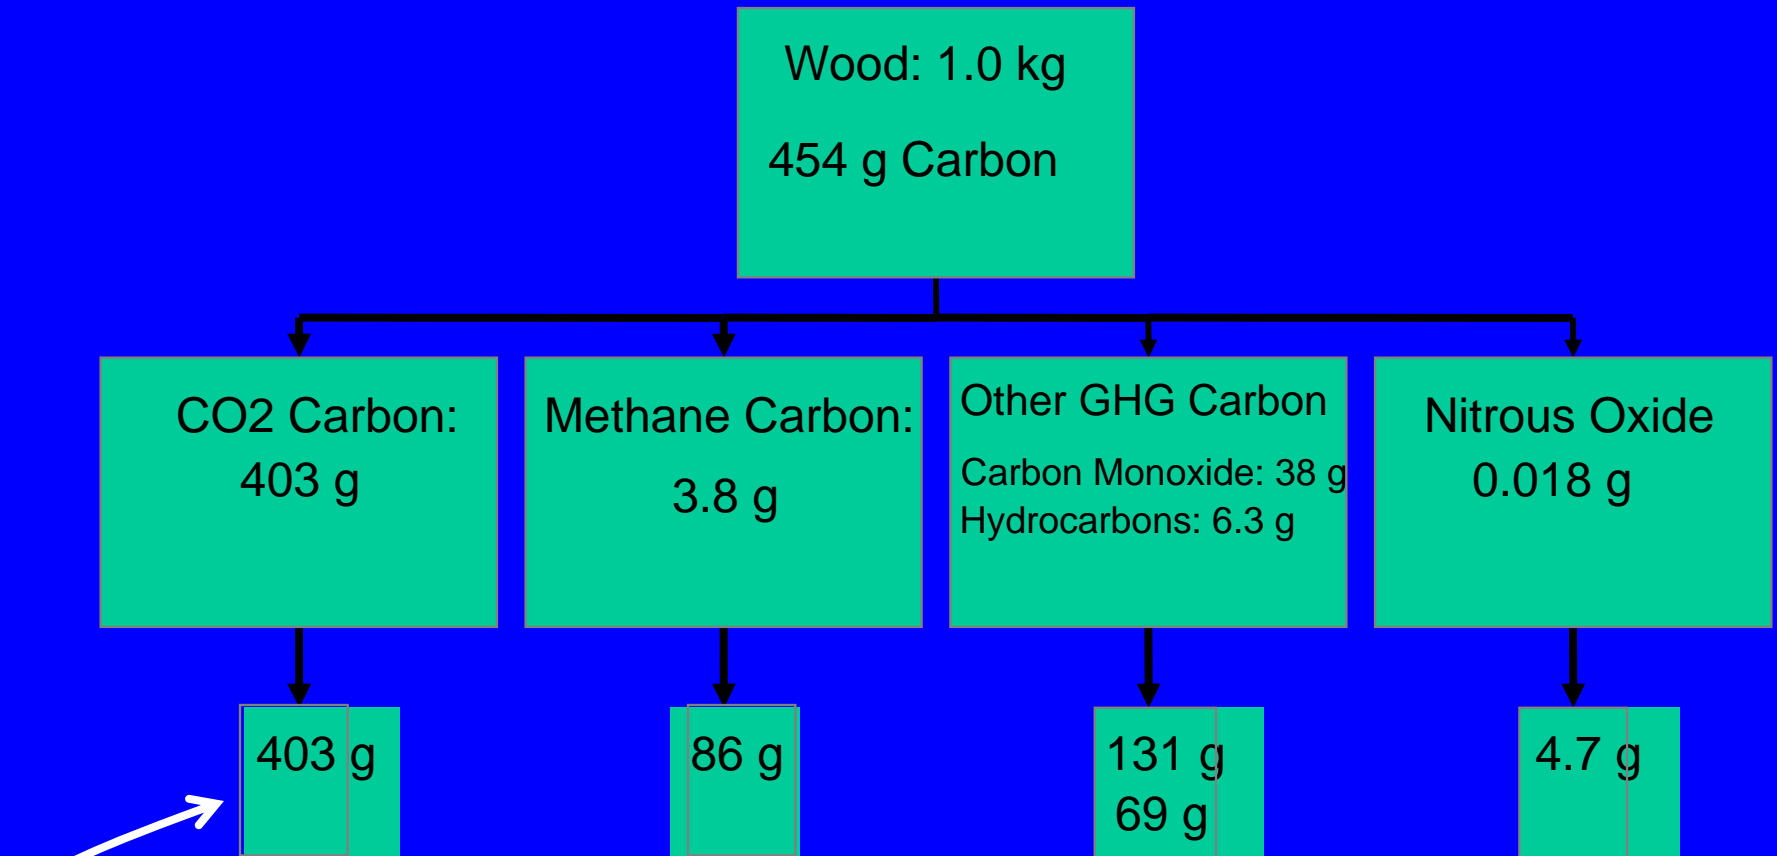 Wood: 1.0 kg
454 g Carbon
CO2 Carbon:
403 g
Methane Carbon:
3.8 g
Other GHG Carbon
Carbon Monoxide: 38 g
Hydrocarbons: 6.3 g
Nitrous Oxide
0.018 g
403 g
86 g
131 g
69 g
4.7 g